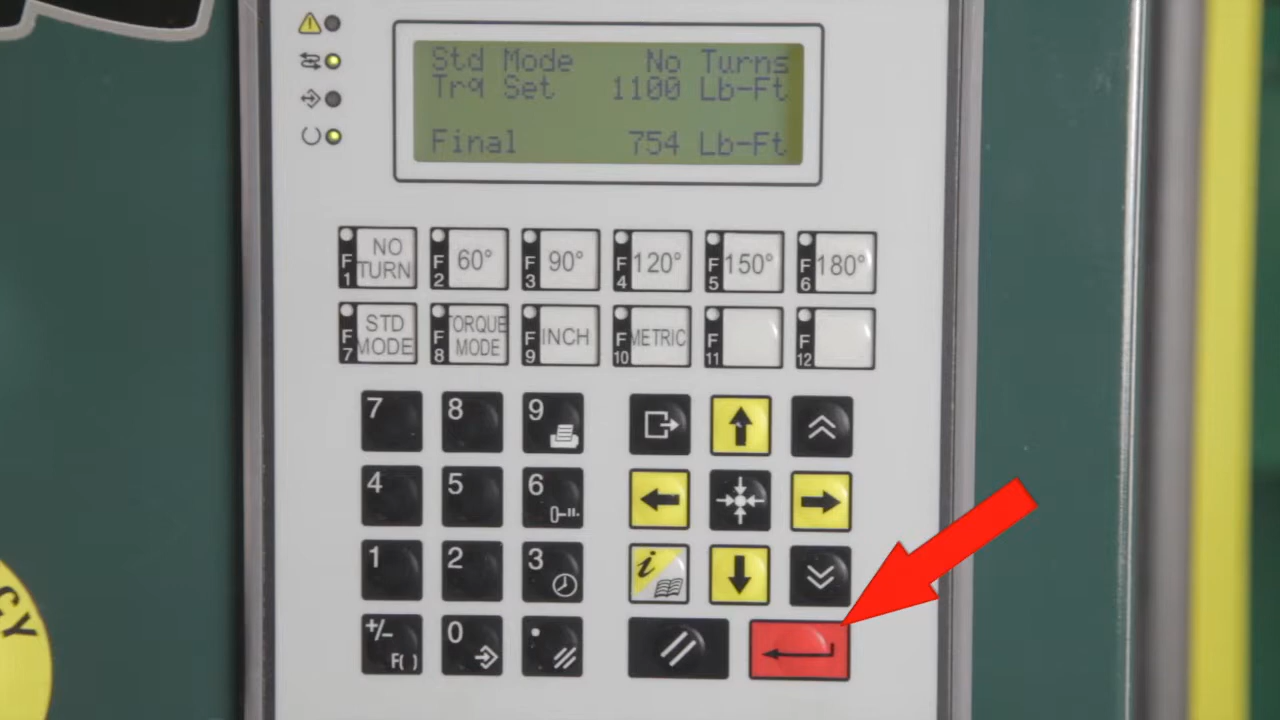 Std Mode No Turns
Trq Set 1100 Lb-Ft
Final 754 Lb-Ft
F1 NO TURN
F2 60°
F3 90°
F4 120°
F5 150°
F6 180°
F7 STD MODE
F8 TORQUE MODE
F9 INCH
F10 METRIC
F11
F12
7 8 9
4 5 6
i
1 2 3
+/- F( ) 0 •
CY